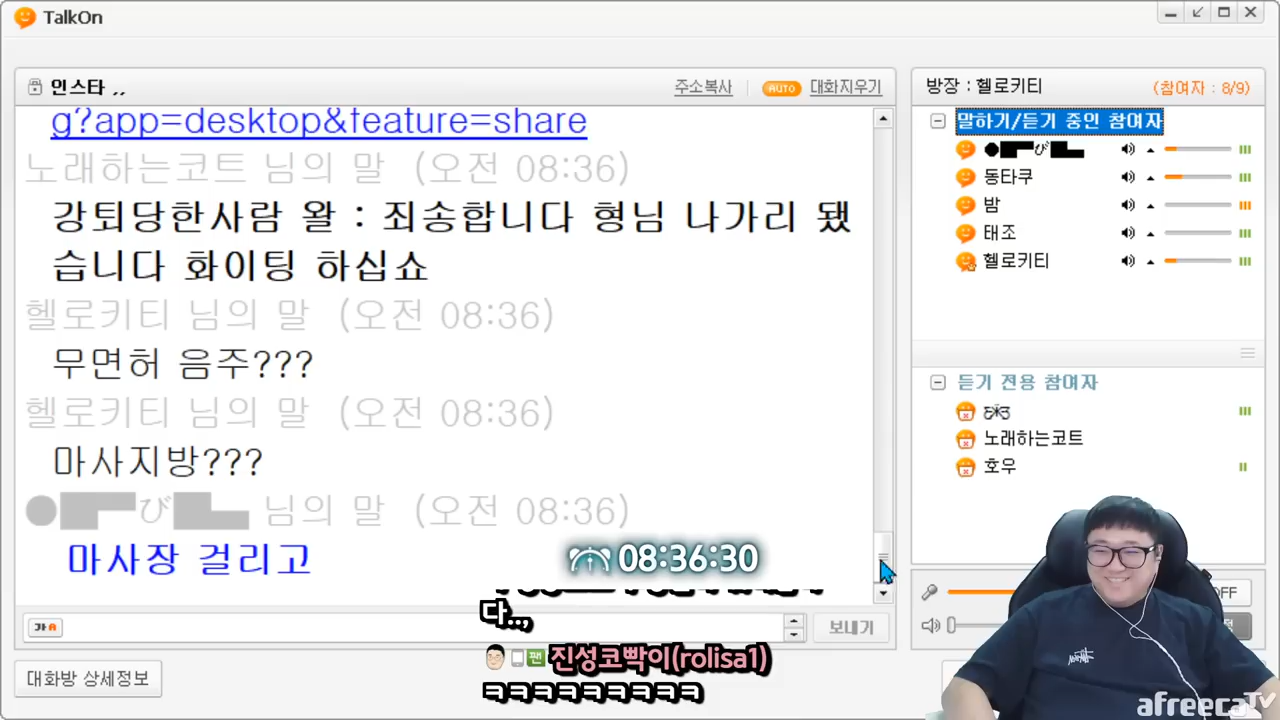 TalkOn
인스타 ,,
주소복사
AUTO
대화지우기
g?app=desktop&feature=share
노래하는코트 님의 말 (오전 08:36)
강퇴당한사람 왈 : 죄송합니다 형님 나가리 됐
습니다 화이팅 하십쇼
헬로키티 님의 말 (오전 08:36)
무면허 음주???
헬로키티 님의 말 (오전 08:36)
마사지방???
님의 말 (오전 08:36)
마사장 걸리고
08:36:30
다..,
팬 진성코빡이(rolisa1)
ㅋㅋㅋㅋㅋㅋㅋㅋㅋ
가A
보내기
대화방 상세정보
방장 : 헬로키티
(참여자 : 8/9)
말하기/듣기 중인 참여자
●█▀び█▄
동타쿠
밤
태조
헬로키티
듣기 전용 참여자
노래하는코트
호우
OFF
afreecaTV